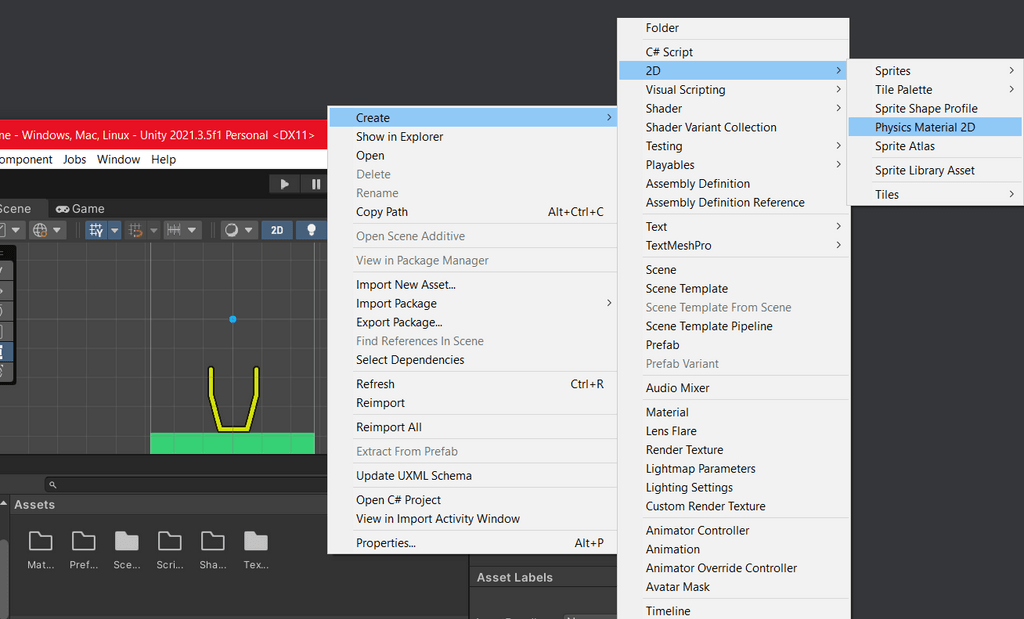 ne - Windows, Mac, Linux - Unity 2021.3.5f1 Personal <DX11>
omponent Jobs Window Help
Scene Game
2D
Assets
Mat... Pref... Sce... Scri... Sha... Tex...
Asset Labels
Create
Show in Explorer
Open
Delete
Rename
Copy Path Alt+Ctrl+C
Open Scene Additive
View in Package Manager
Import New Asset...
Import Package
Export Package...
Find References In Scene
Select Dependencies
Refresh Ctrl+R
Reimport
Reimport All
Extract From Prefab
Update UXML Schema
Open C# Project
View in Import Activity Window
Properties... Alt+P
Folder
C# Script
2D
Visual Scripting
Shader
Shader Variant Collection
Testing
Playables
Assembly Definition
Assembly Definition Reference
Text
TextMeshPro
Scene
Scene Template
Scene Template From Scene
Scene Template Pipeline
Prefab
Prefab Variant
Audio Mixer
Material
Lens Flare
Render Texture
Lightmap Parameters
Lighting Settings
Custom Render Texture
Animator Controller
Animation
Animator Override Controller
Avatar Mask
Timeline
Sprites
Tile Palette
Sprite Shape Profile
Physics Material 2D
Sprite Atlas
Sprite Library Asset
Tiles